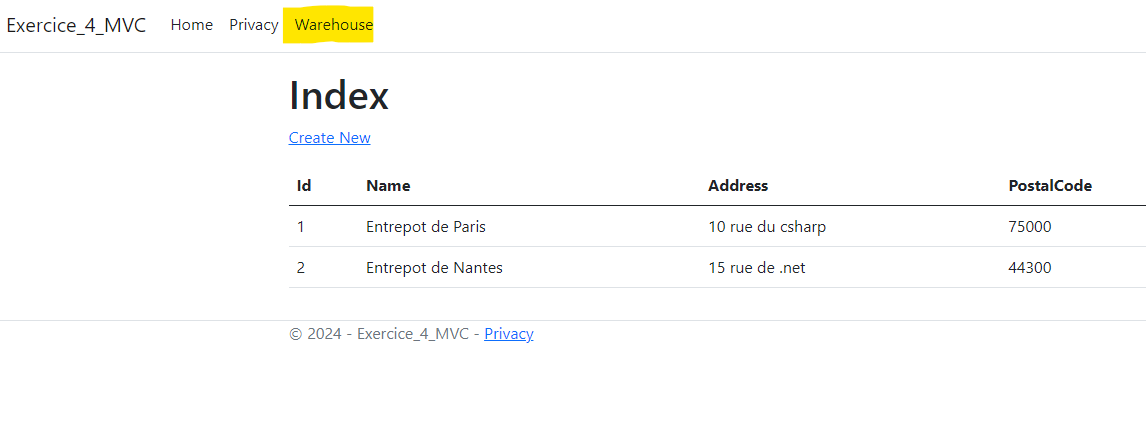 Exercice_4_MVC Home Privacy Warehouse
Index
Create New
Id Name Address PostalCode
1 Entrepot de Paris 10 rue du csharp 75000
2 Entrepot de Nantes 15 rue de .net 44300
© 2024 - Exercice_4_MVC - Privacy